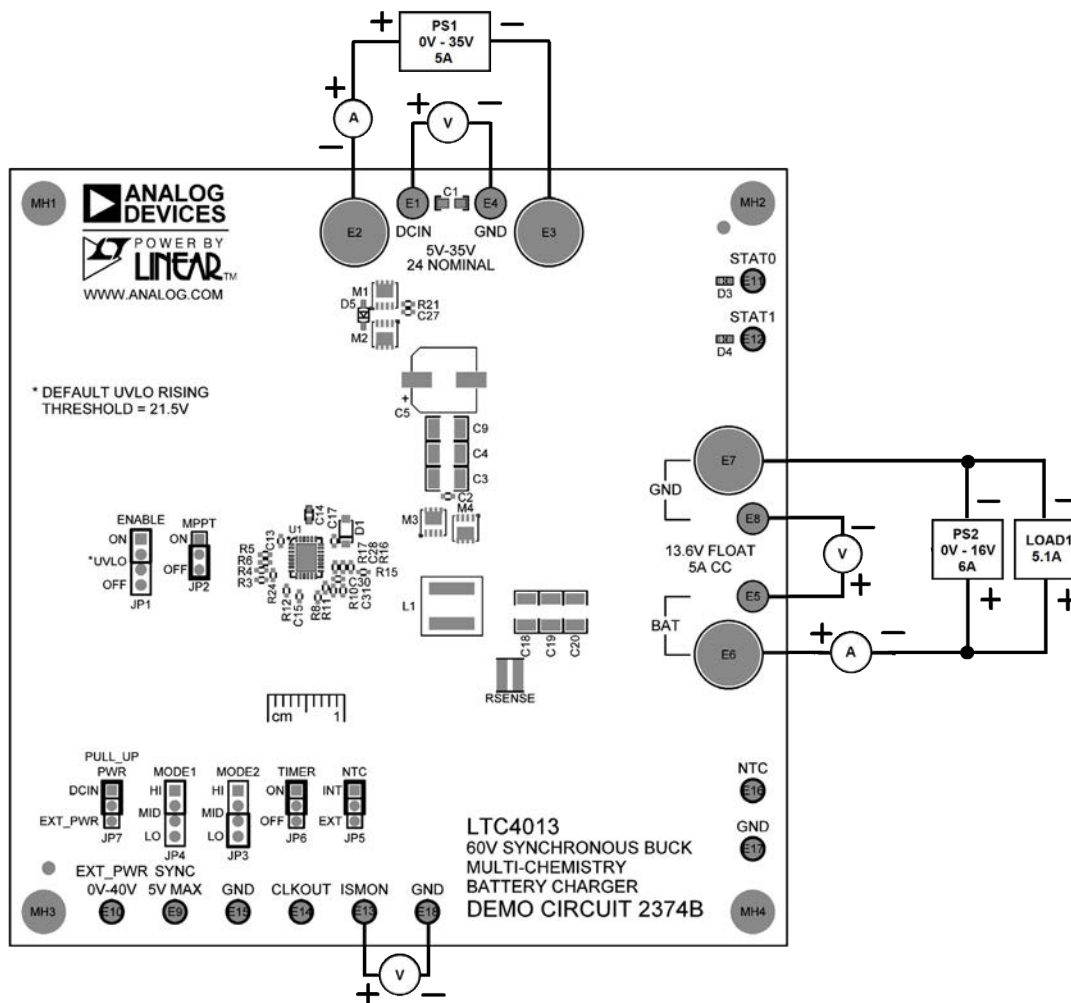 + PS1 −
0V - 35V
5A
+ A −
+ V −
MH1
ANALOG
DEVICES
POWER BY
LINEAR™
WWW.ANALOG.COM
E2
E1
C1
E4
E3
DCIN
GND
5V-35V
24 NOMINAL
MH2
STAT0
E11
D3
STAT1
E12
D4
M1
D5
R21
C27
M2
* DEFAULT UVLO RISING
THRESHOLD = 21.5V
+
C5
C9
C4
C3
C2
M3
M4
E7
GND
E8
13.6V FLOAT
5A CC
E5
BAT
E6
− V +
+ A −
−
PS2
0V - 16V
6A
+
−
LOAD1
5.1A
+
ENABLE
ON
*UVLO
OFF
JP1
MPPT
ON
OFF
JP2
U1
C14
C17
D1
C13
R5
R6
R4
R3
R24
R12
C15
R8
R11
R10
C31
C30
R17
C28
R16
R15
L1
C18
C19
C20
RSENSE
cm 1
PULL_UP
PWR
DCIN
EXT_PWR
JP7
MODE1
HI
MID
LO
JP4
MODE2
HI
MID
LO
JP3
TIMER
ON
OFF
JP6
NTC
INT
EXT
JP5
NTC
E16
GND
E17
LTC4013
60V SYNCHRONOUS BUCK
MULTI-CHEMISTRY
BATTERY CHARGER
DEMO CIRCUIT 2374B
MH3
EXT_PWR
0V-40V
E10
SYNC
5V MAX
E9
GND
E15
CLKOUT
E14
ISMON
E13
GND
E18
MH4
+ V −